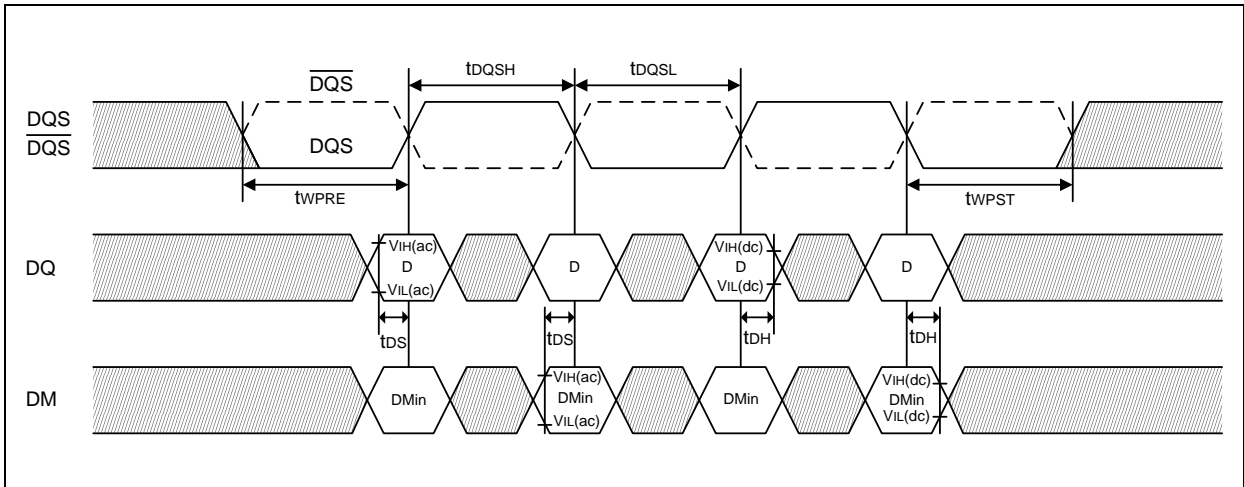 DQS
tDQSH
tDQSL
DQS
DQS
DQS
tWPRE
tWPST
DQ
VIH(ac)
D
VIL(ac)
D
VIH(dc)
D
VIL(dc)
D
tDS
tDS
tDH
tDH
DM
DMin
VIH(ac)
DMin
VIL(ac)
DMin
VIH(dc)
DMin
VIL(dc)